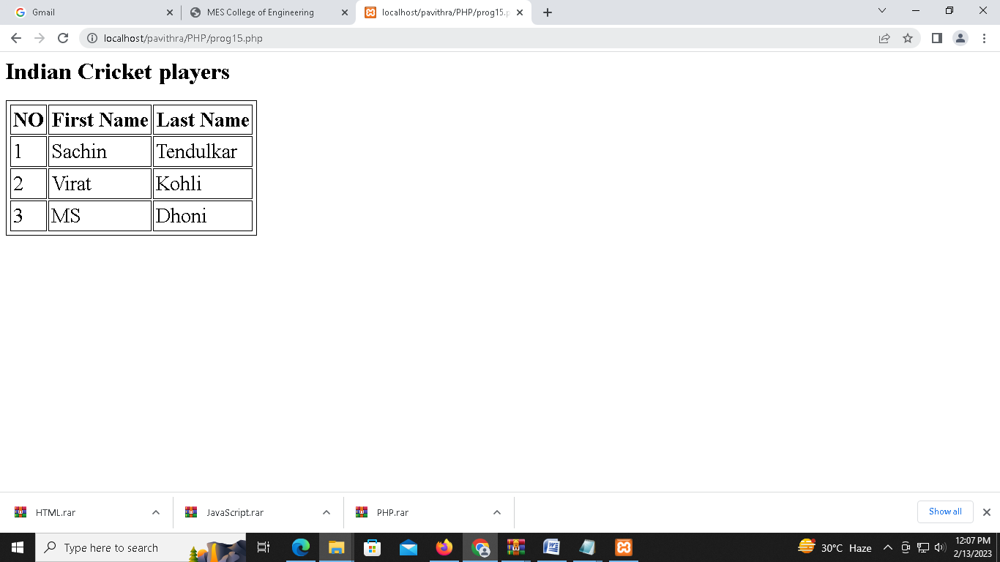 Gmail
MES College of Engineering
localhost/pavithra/PHP/prog15.p
localhost/pavithra/PHP/prog15.php
Indian Cricket players
NO First Name Last Name
1 Sachin Tendulkar
2 Virat Kohli
3 MS Dhoni
HTML.rar
JavaScript.rar
PHP.rar
Show all
Type here to search
30°C Haze
12:07 PM
2/13/2023